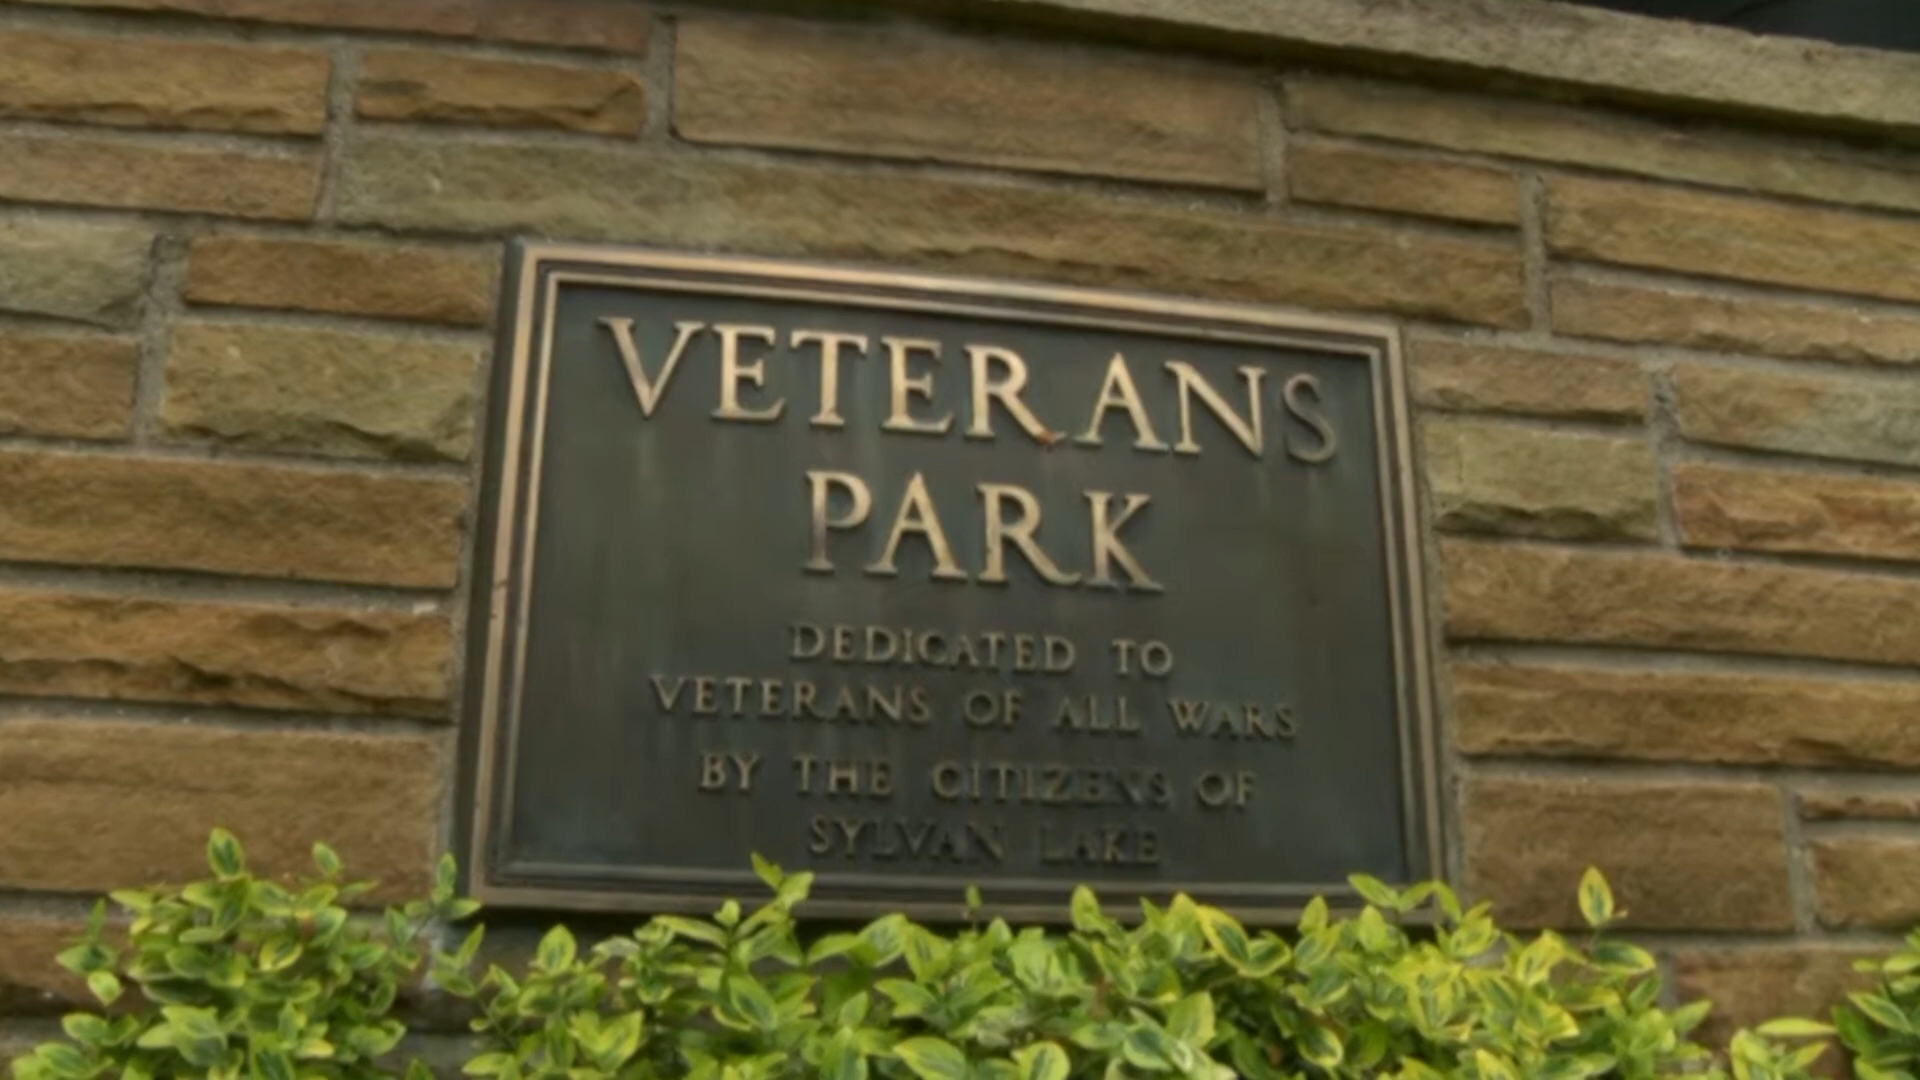 VETERANS
PARK
DEDICATED TO
VETERANS OF ALL WARS
BY THE CITIZENS OF
SYLVAN LAKE